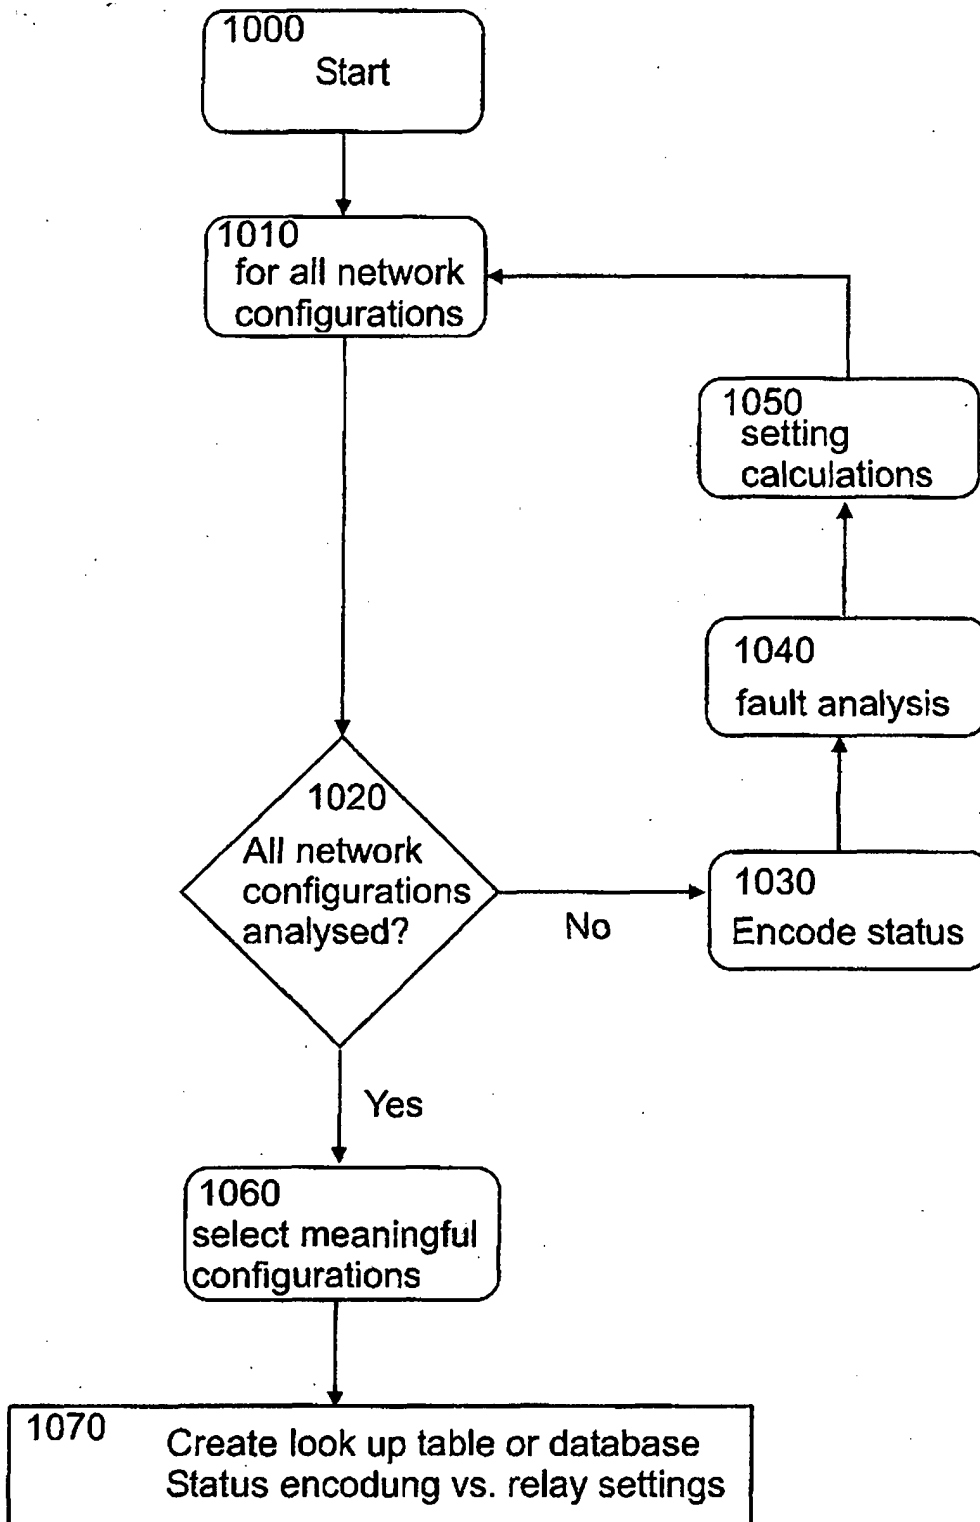 1000
Start
1010
for all network
configurations
1020
All network
configurations
analysed?
No
1030
Encode status
1040
fault analysis
1050
setting
calculations
Yes
1060
select meaningful
configurations
1070
Create look up table or database
Status encodung vs. relay settings